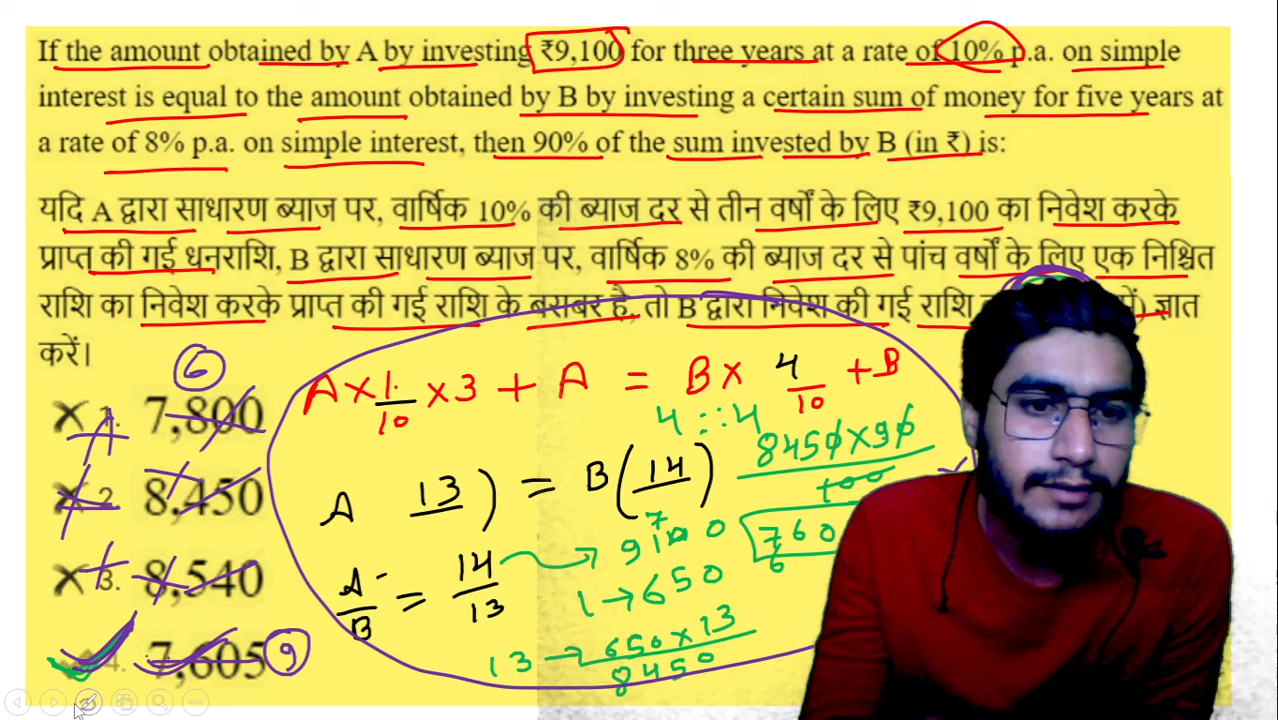 If the amount obtained by A by investing ₹9,100 for three years at a rate of 10% p.a. on simple
interest is equal to the amount obtained by B by investing a certain sum of money for five years at
a rate of 8% p.a. on simple interest, then 90% of the sum invested by B (in ₹) is:
यदि A द्वारा साधारण ब्याज पर, वार्षिक 10% की ब्याज दर से तीन वर्षों के लिए ₹9,100 का निवेश करके
प्राप्त की गई धनराशि, B द्वारा साधारण ब्याज पर, वार्षिक 8% की ब्याज दर से पांच वर्षों के लिए एक निश्चित
राशि का निवेश करके प्राप्त की गई राशि के बराबर है, तो B द्वारा निवेश की गई राशि में) ज्ञात
करें।
6
1. 7,800
2. 8,450
3. 8,540
4. 7,605 9
A × 1/10 × 3 + A = B × 4/10 + B
4 :: 4
8450 × 90
100
A 13) = B(14)
760
A/B = 14/13 → 9100
7
1 → 650
13 → 650 × 13
8450